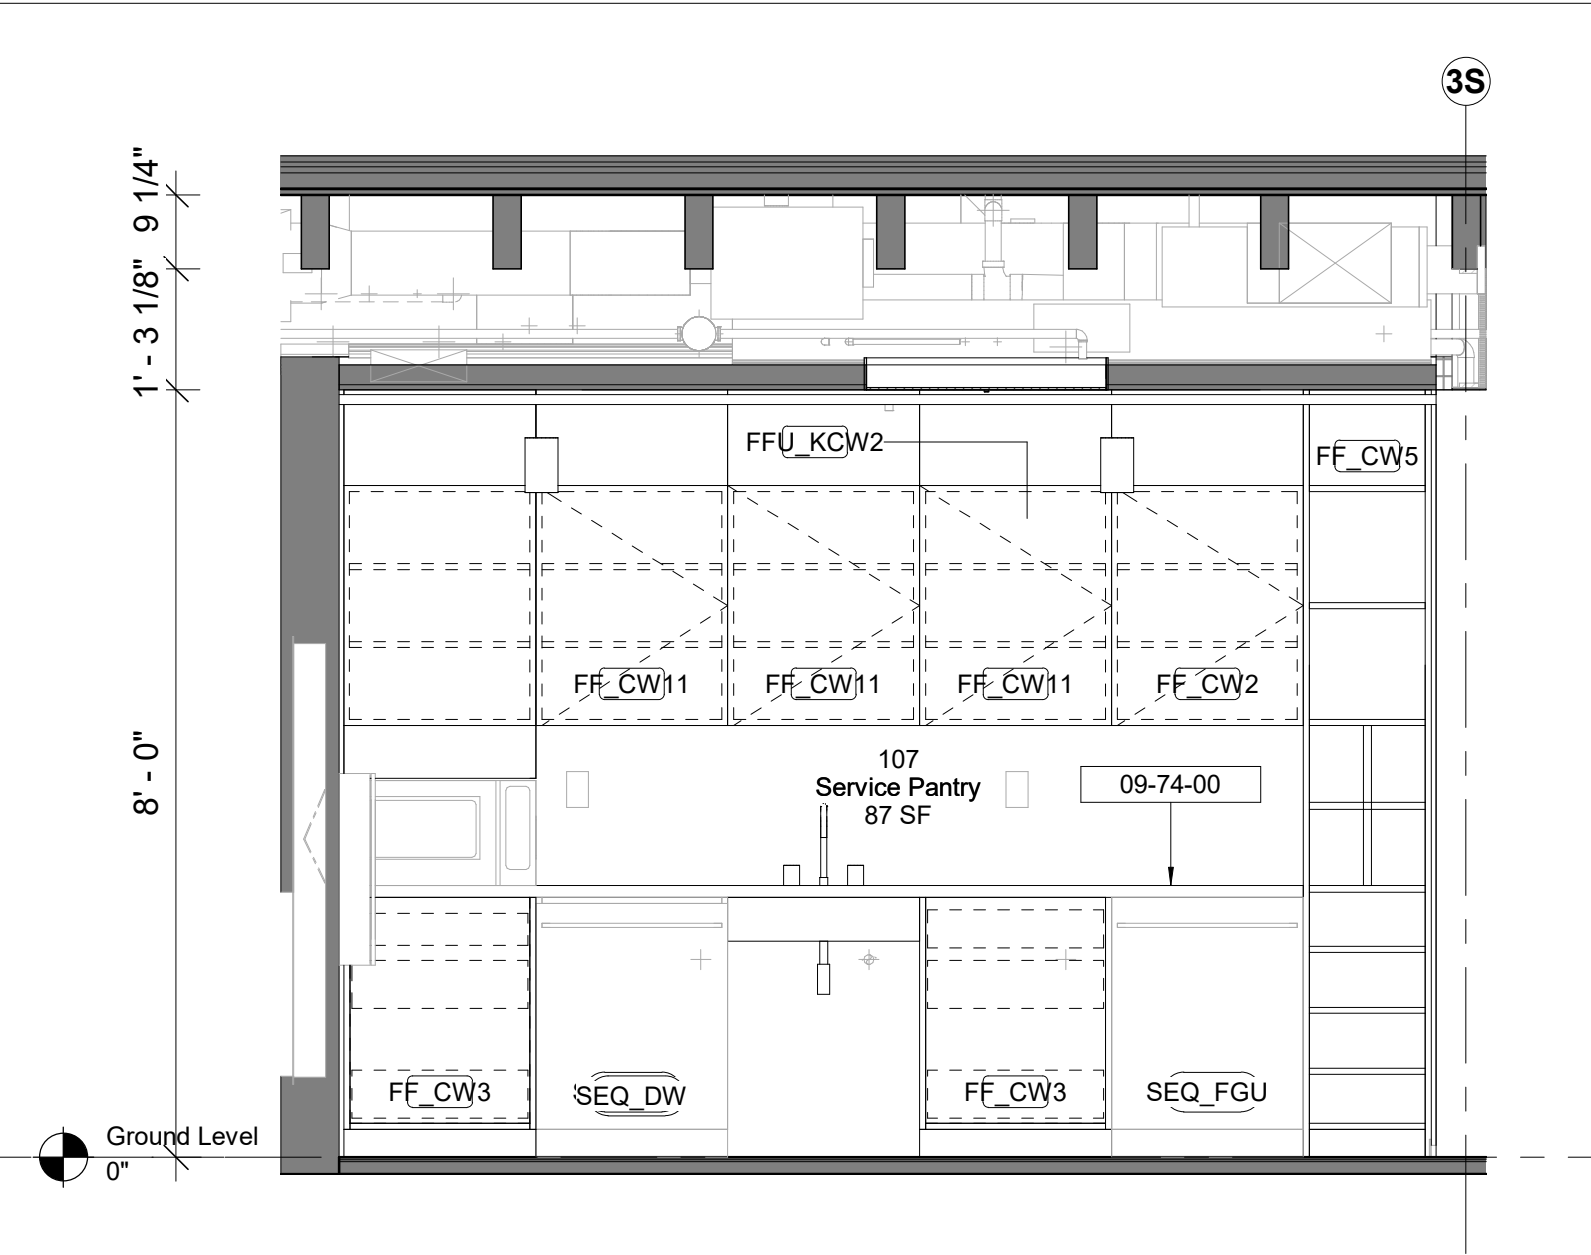 3S
9 1/4"
1' - 3 1/8"
8' - 0"
FFU_KCW2
FF_CW5
FF_CW11
FF_CW11
FF_CW11
FF_CW2
107
Service Pantry
87 SF
09-74-00
FF_CW3
SEQ_DW
FF_CW3
SEQ_FGU
Ground Level
0"